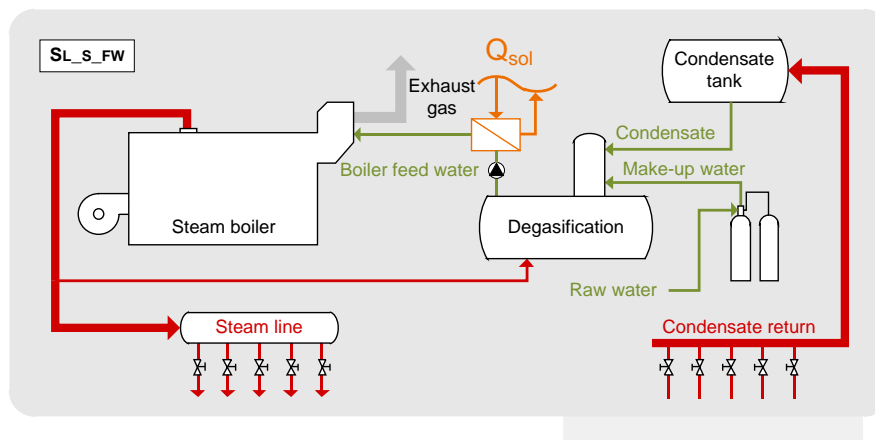 SL_S_FW
Qsol
Exhaust
gas
Condensate
tank
Condensate
Boiler feed water
Make-up water
Steam boiler
Degasification
Raw water
Steam line
Condensate return